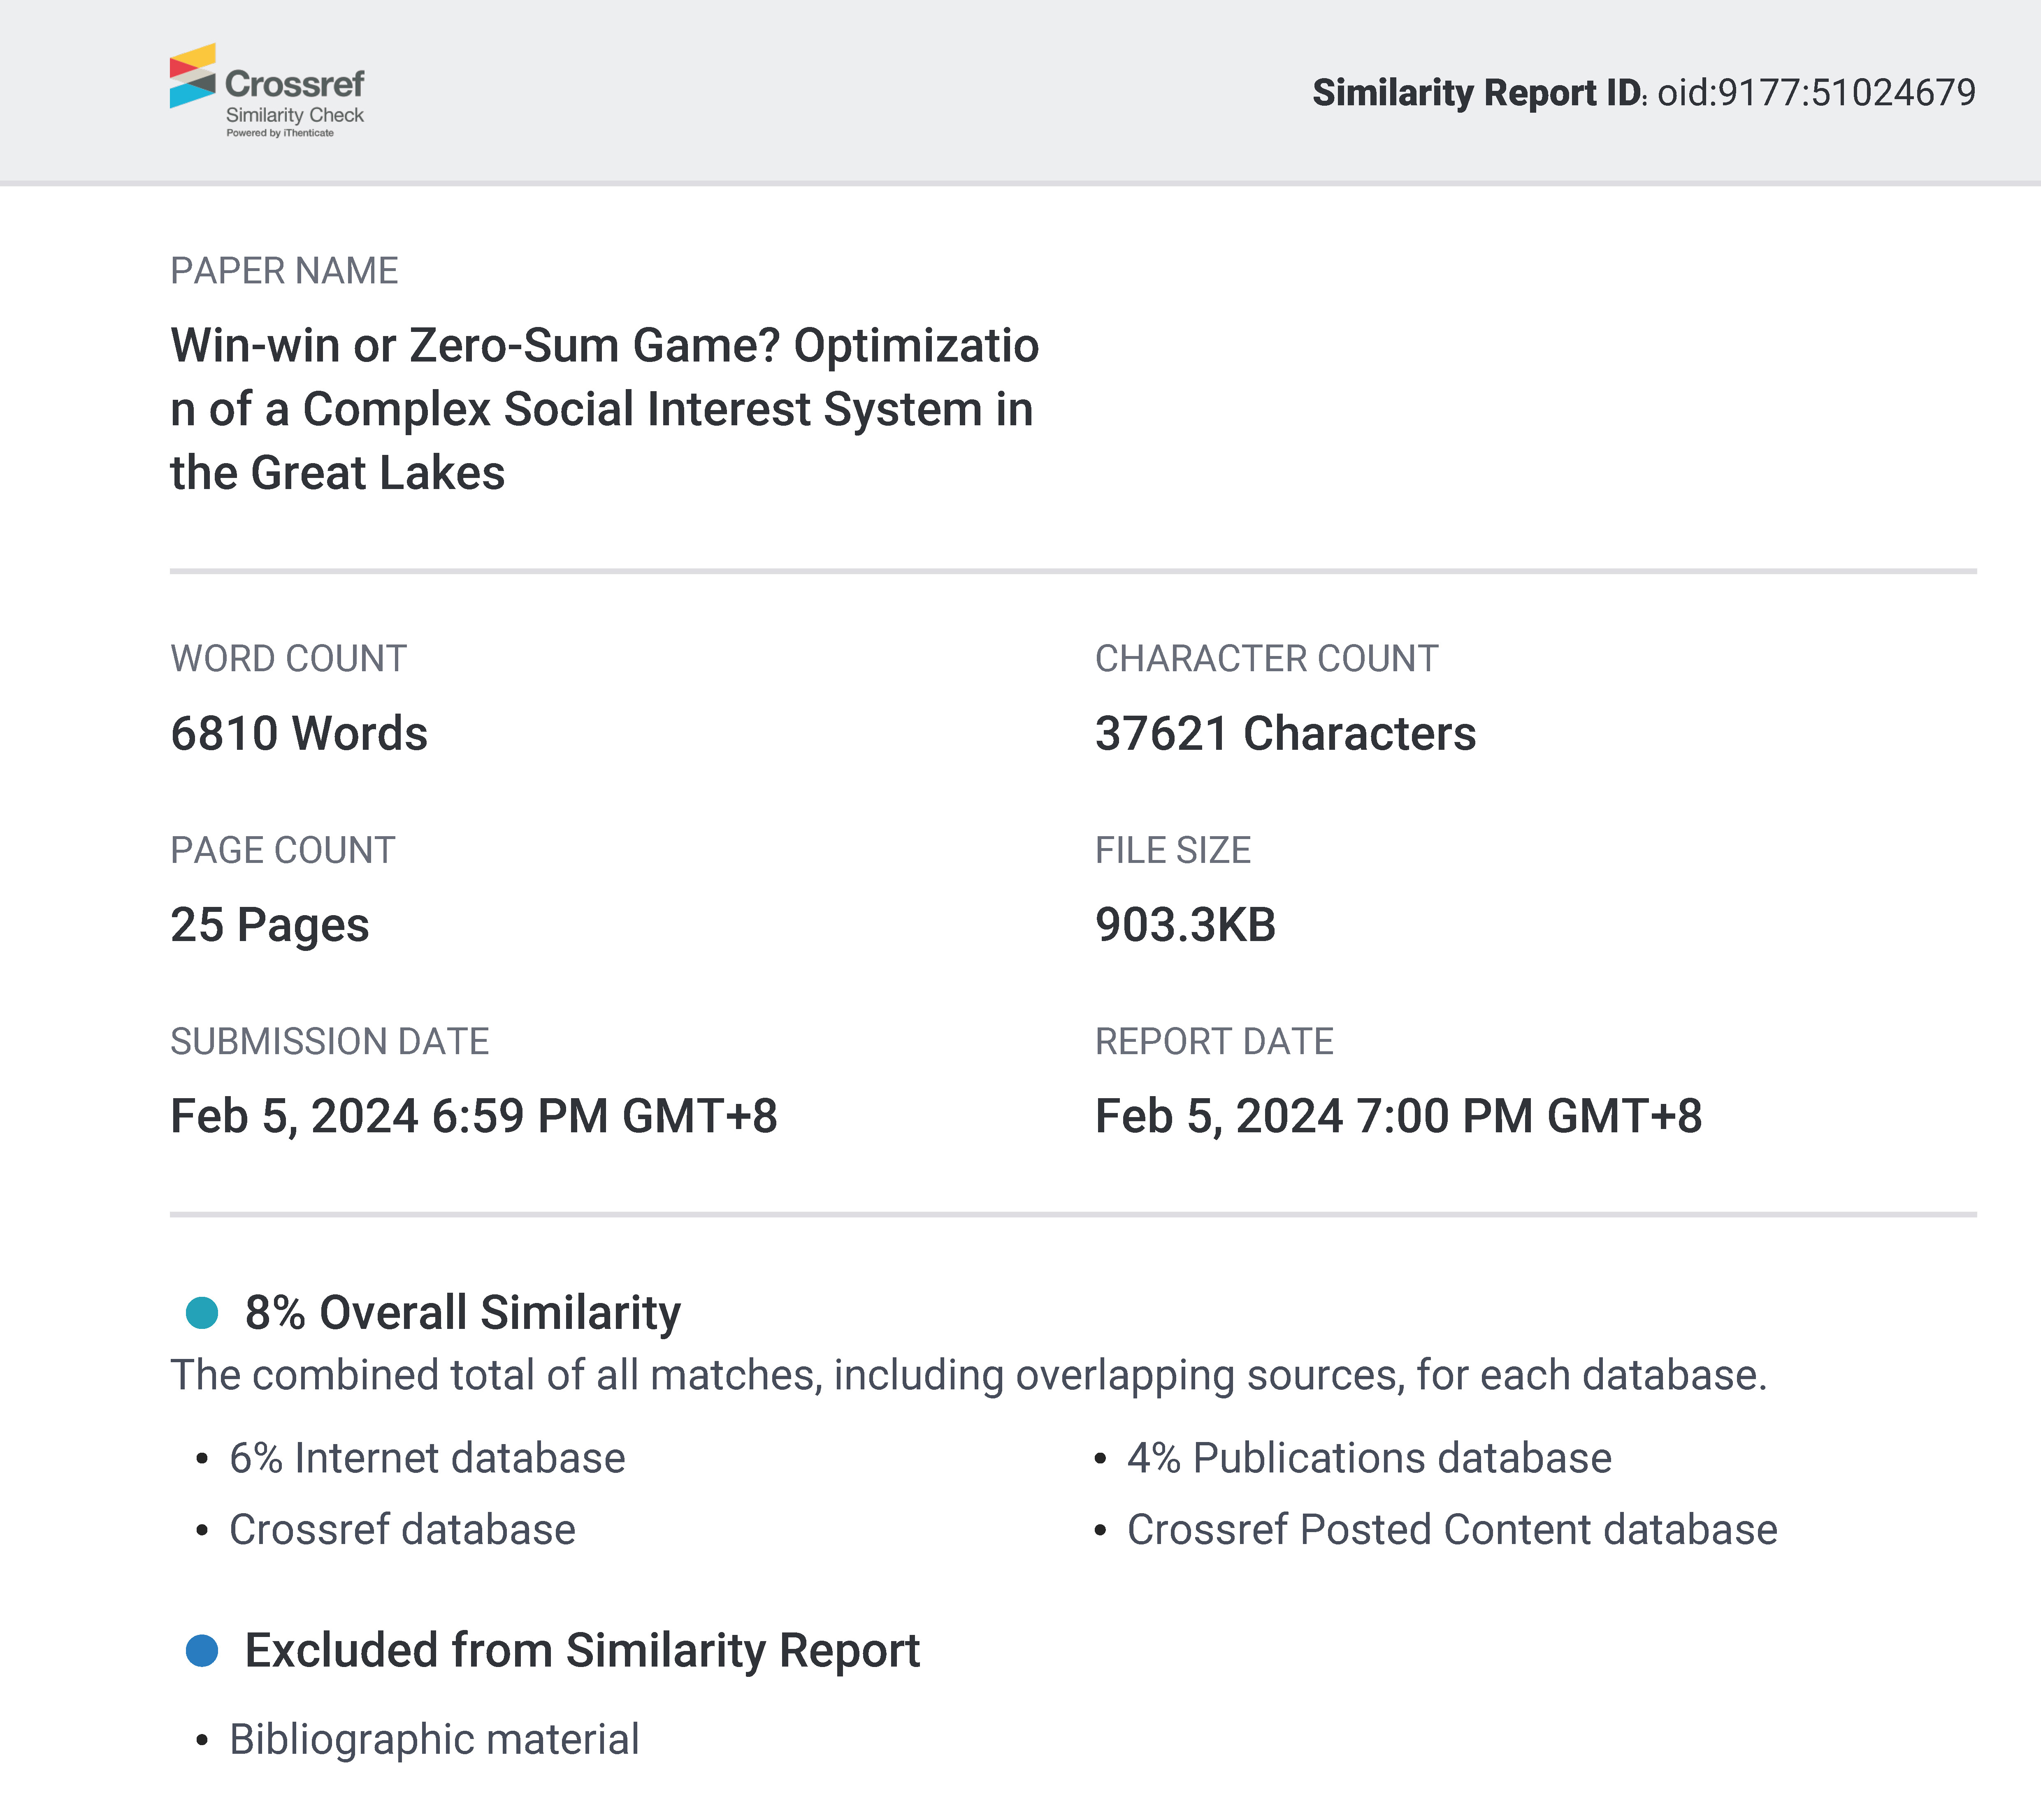 Crossref
Similarity Check
Powered by iThenticate
Similarity Report ID: oid:9177:51024679
PAPER NAME
Win-win or Zero-Sum Game? Optimizatio
n of a Complex Social Interest System in
the Great Lakes
WORD COUNT
6810 Words
CHARACTER COUNT
37621 Characters
PAGE COUNT
25 Pages
FILE SIZE
903.3KB
SUBMISSION DATE
Feb 5, 2024 6:59 PM GMT+8
REPORT DATE
Feb 5, 2024 7:00 PM GMT+8
8% Overall Similarity
The combined total of all matches, including overlapping sources, for each database.
• 6% Internet database
• 4% Publications database
• Crossref database
• Crossref Posted Content database
Excluded from Similarity Report
• Bibliographic material